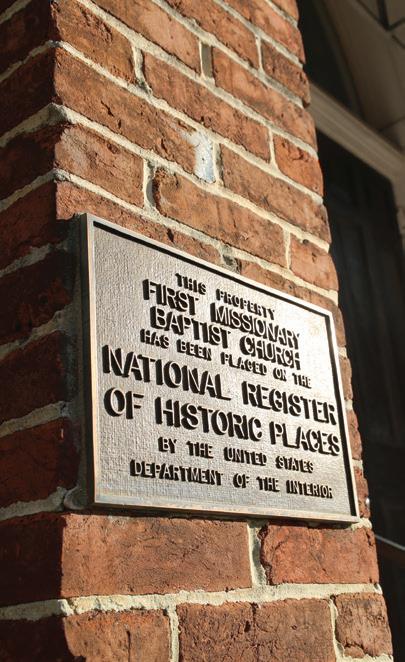 THIS PROPERTY
FIRST MISSIONARY
BAPTIST CHURCH
HAS BEEN PLACED ON THE
NATIONAL REGISTER
OF HISTORIC PLACES
BY THE UNITED STATES
DEPARTMENT OF THE INTERIOR